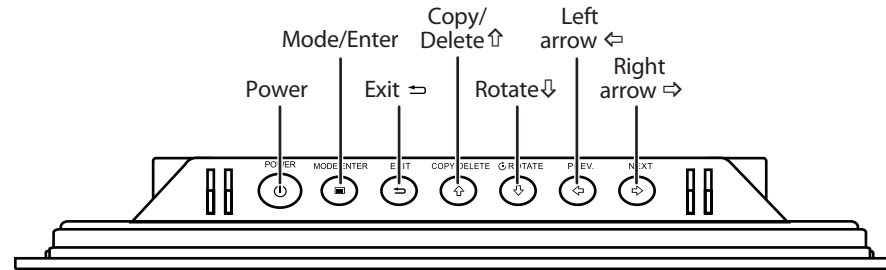 Copy/
Delete⇧
Left
arrow ⇦
Mode/Enter
Right
arrow ⇨
Power
Exit ⮌
Rotate⇩
POWER
MODE/ENTER
EXIT
COPY/DELETE
ROTATE
PREV.
NEXT